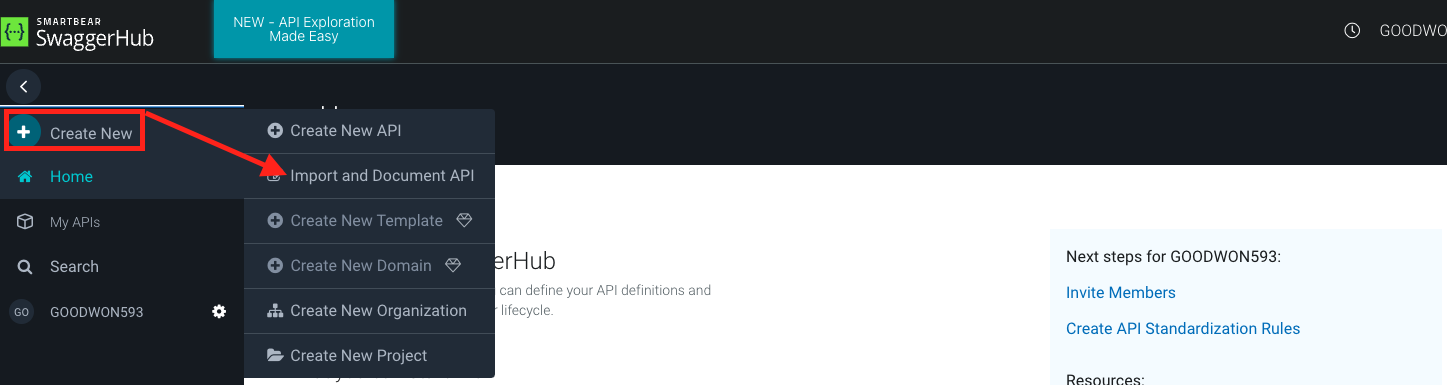 SMARTBEAR
SwaggerHub
NEW - API Exploration
Made Easy
GOODWO
Create New
Home
My APIs
Search
GO GOODWON593
Create New API
Import and Document API
Create New Template
Create New Domain
Create New Organization
Create New Project
erHub
can define your API definitions and
lifecycle.
Next steps for GOODWON593:
Invite Members
Create API Standardization Rules
Resources: